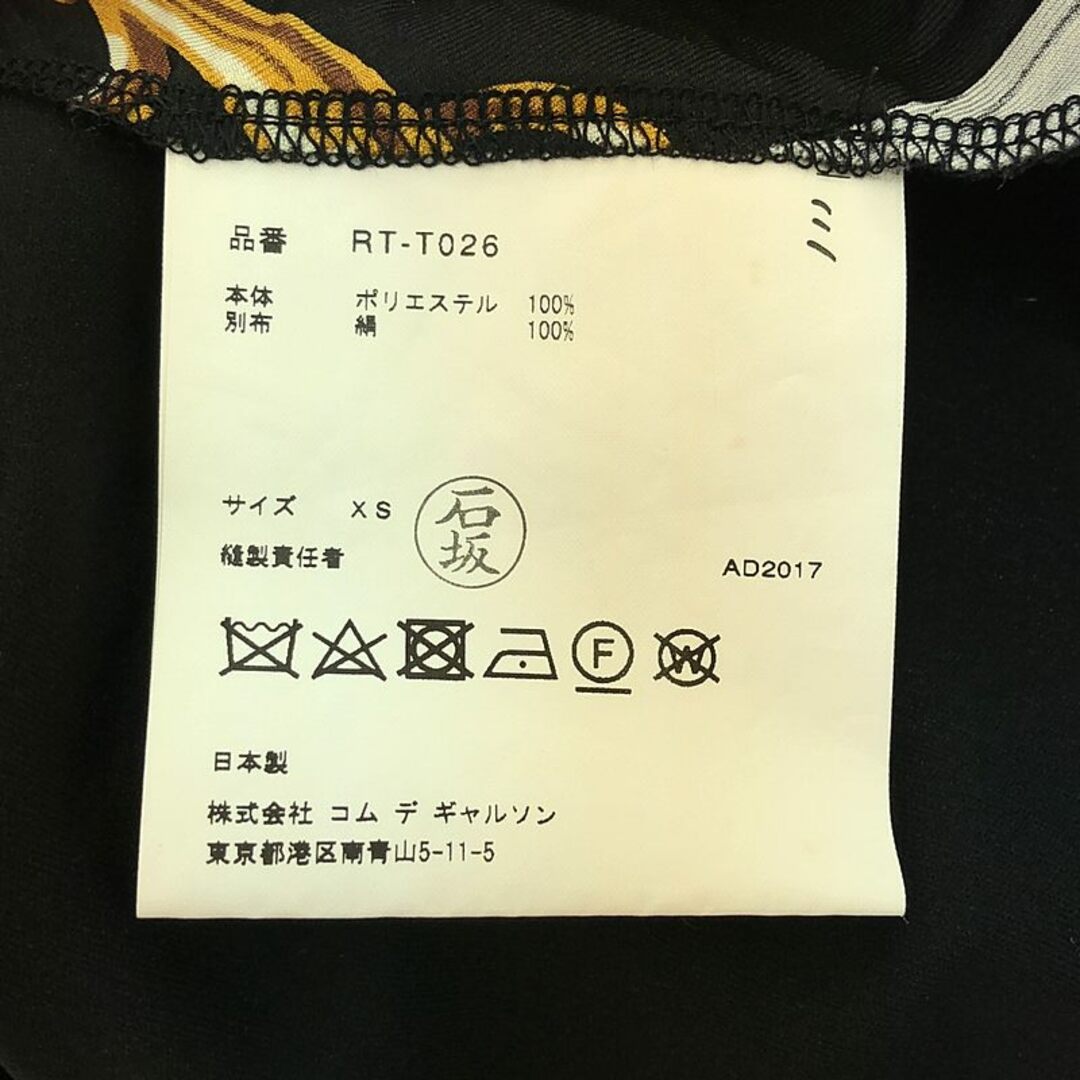 品番 RT-T026
本体 ポリエステル 100%
別布 絹 100%
サイズ XS
石坂
縫製責任者
AD2017
F
W
日本製
株式会社 コム デ ギャルソン
東京都港区南青山5-11-5